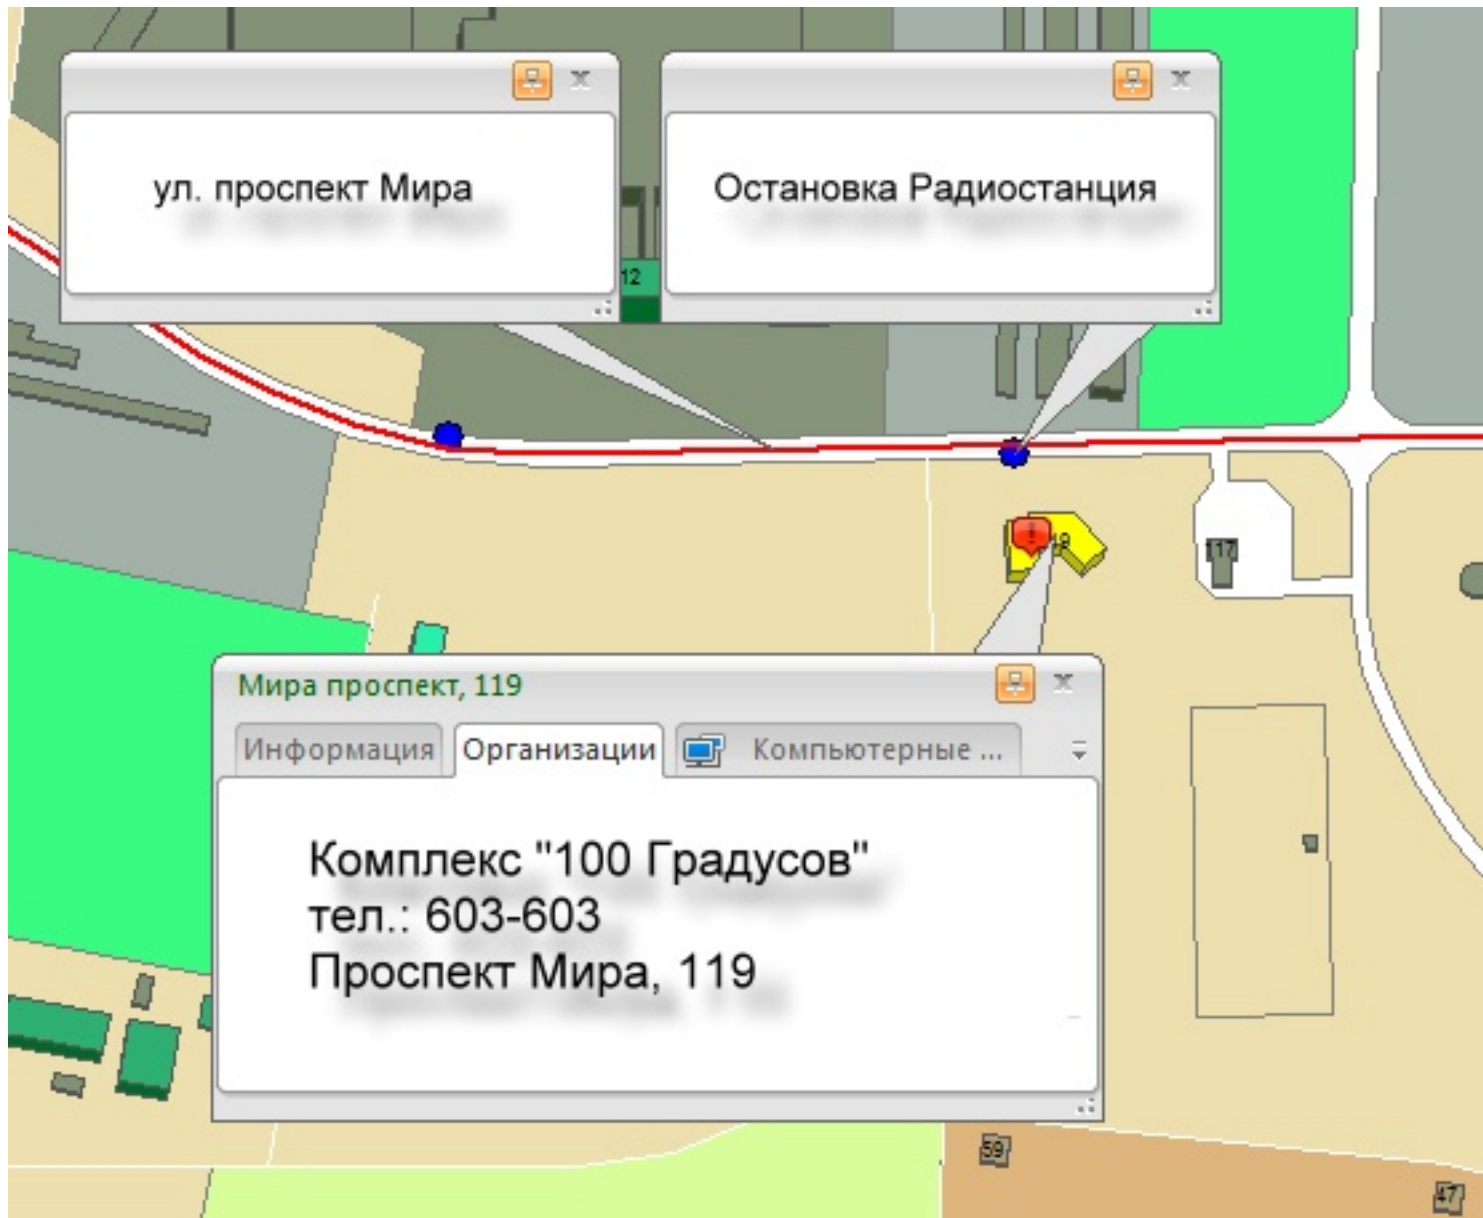 ул. проспект Мира
Остановка Радиостанция
12
117
Мира проспект, 119
Информация
Организации
Компьютерные ...
Комплекс "100 Градусов"
тел.: 603-603
Проспект Мира, 119
59
47